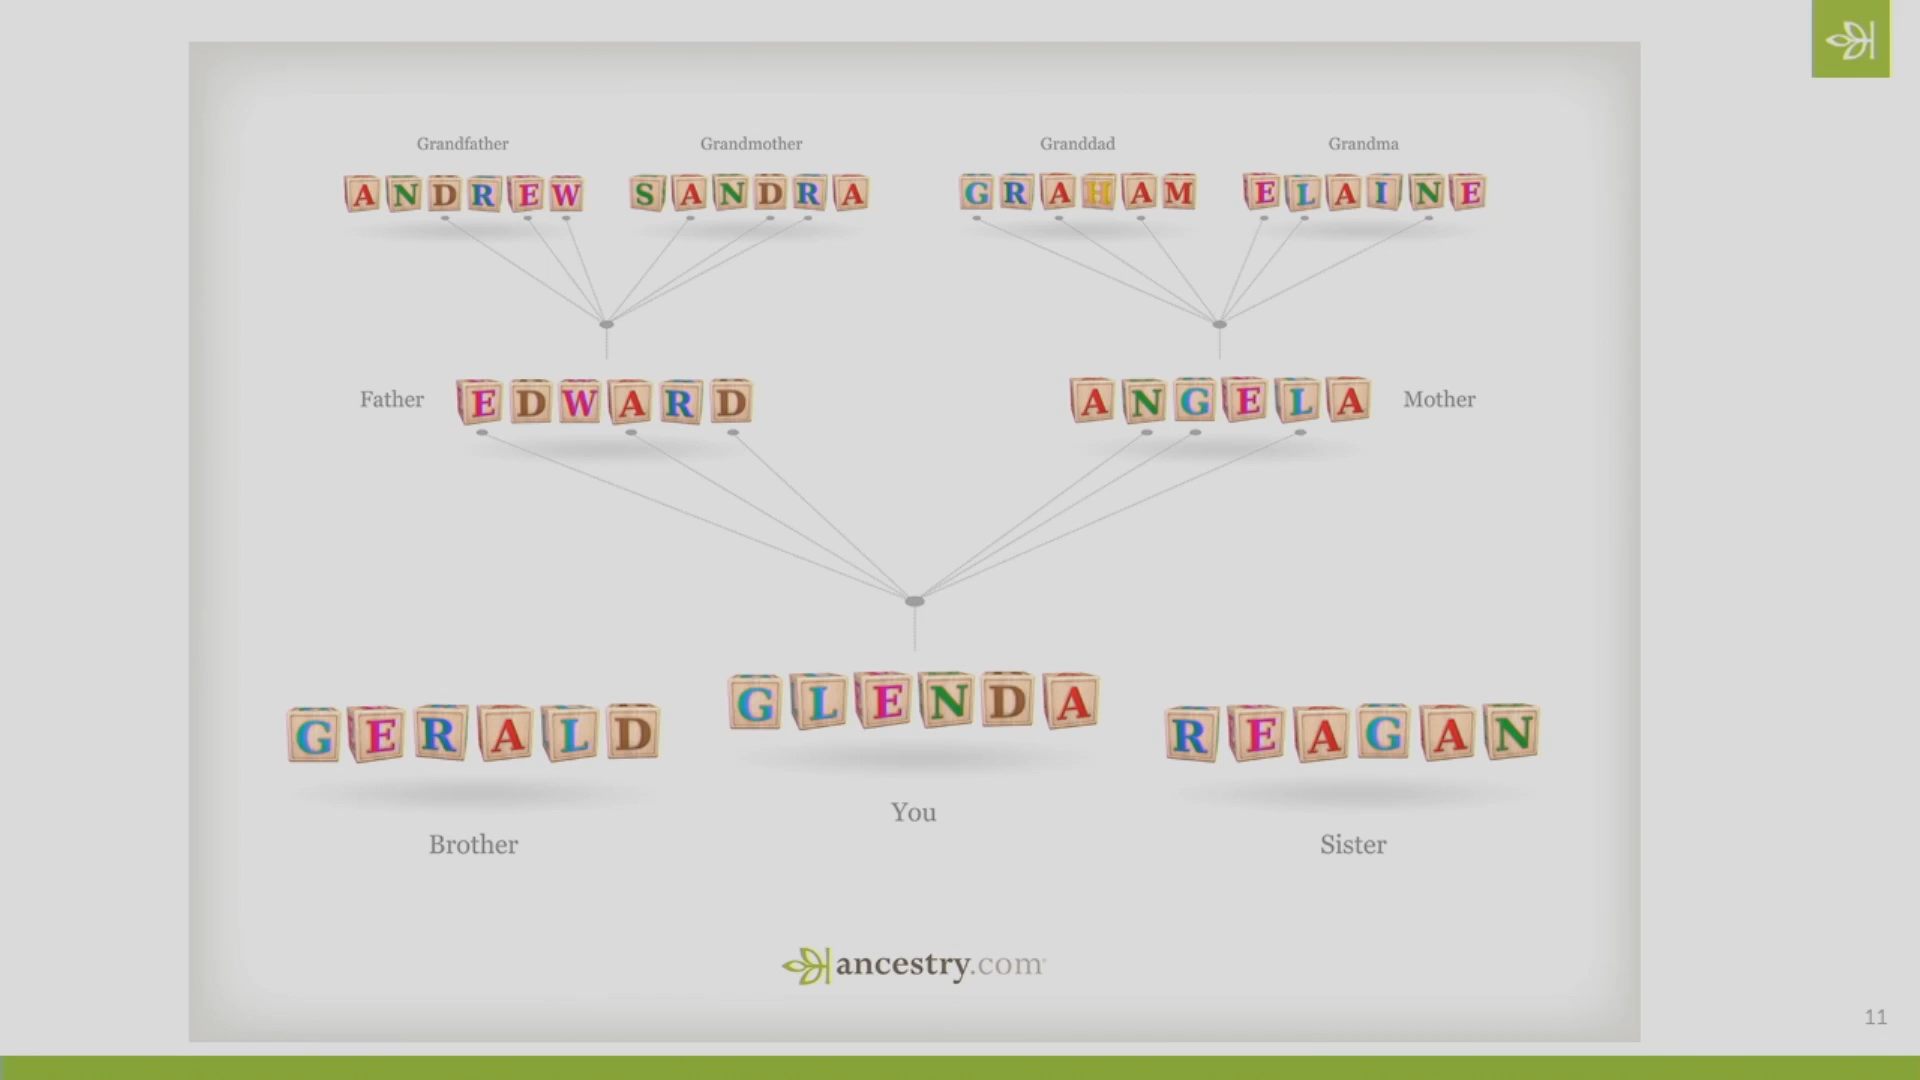 Grandfather Grandmother Granddad Grandma
ANDREW SANDRA GRAHAM ELAINE
Father EDWARD ANGELA Mother
GERALD GLENDA REAGAN
You
Brother Sister
ancestry.com
11